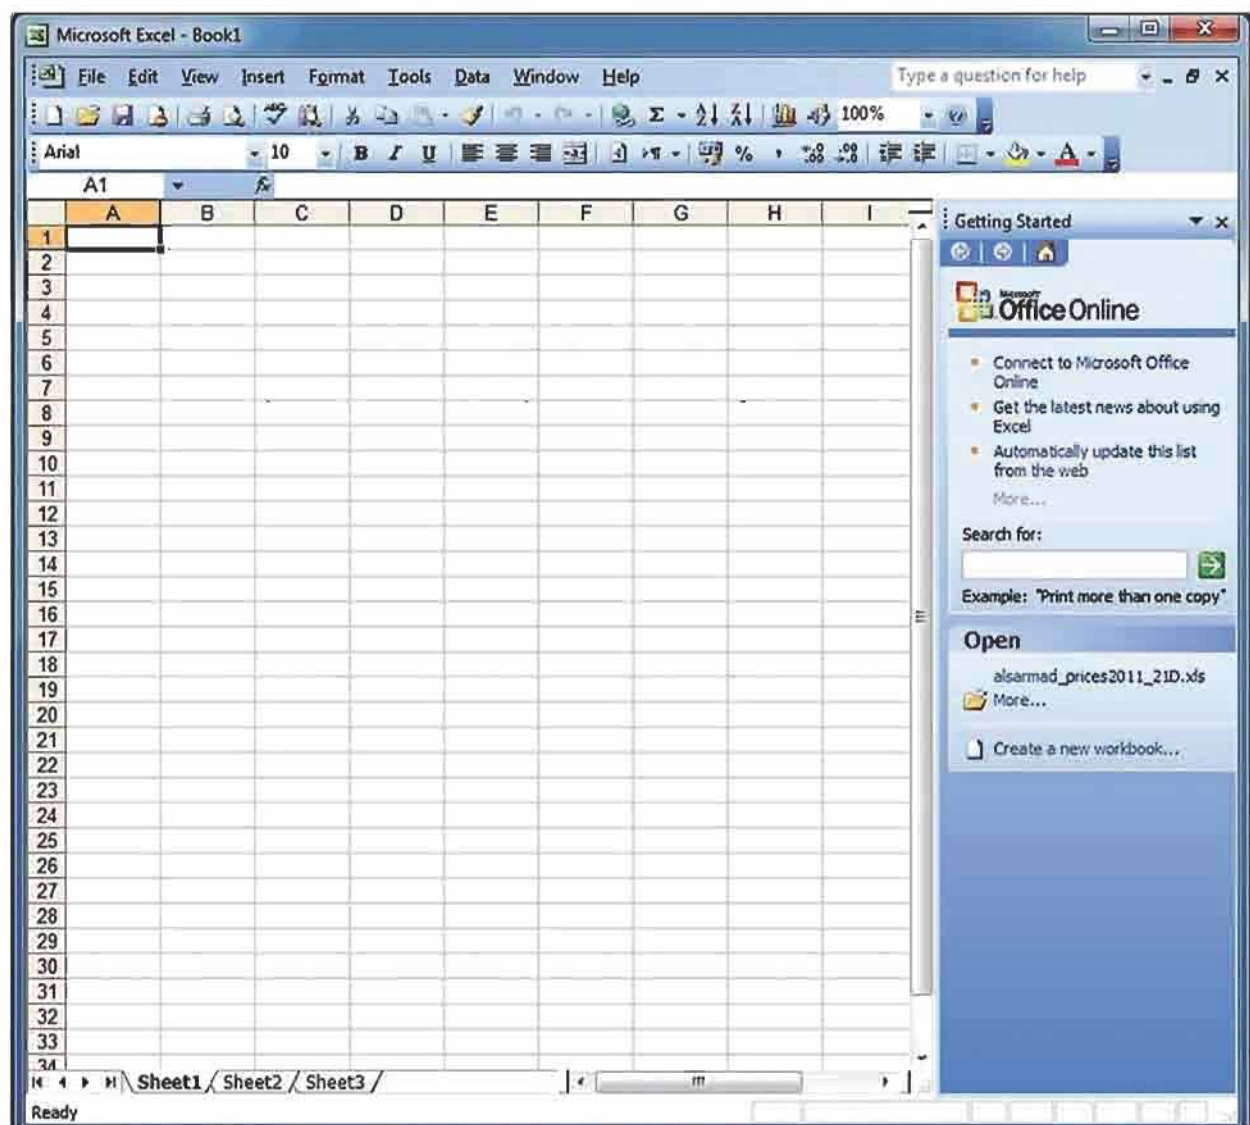 Microsoft Excel - Book1
File Edit View Insert Format Tools Data Window Help Type a question for help
100%
Arial 10 B I U % , A
A1 fx
A B C D E F G H I
Getting Started
1
2
3
4
5
6
7
8
9
10
11
12
13
14
15
16
17
18
19
20
21
22
23
24
25
26
27
28
29
30
31
32
33
34
Microsoft
Office Online
Connect to Microsoft Office
Online
Get the latest news about using
Excel
Automatically update this list
from the web
More...
Search for:
Example: "Print more than one copy"
Open
alsarmad_prices2011_21D.xls
More...
Create a new workbook...
Sheet1 Sheet2 Sheet3
Ready